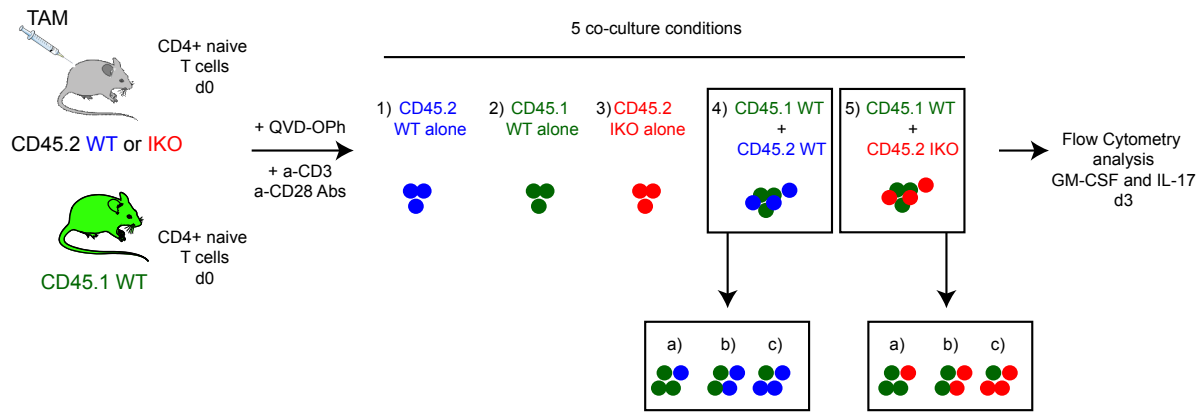 TAM
CD4+ naive
T cells
d0
CD45.2 WT or IKO
CD45.1 WT
CD4+ naive
T cells
d0
+ QVD-OPh
+ a-CD3
a-CD28 Abs
5 co-culture conditions
1) CD45.2
WT alone
2) CD45.1
WT alone
3) CD45.2
IKO alone
4) CD45.1 WT
+
CD45.2 WT
5) CD45.1 WT
+
CD45.2 IKO
Flow Cytometry
analysis
GM-CSF and IL-17
d3
a) b) c)
a) b) c)